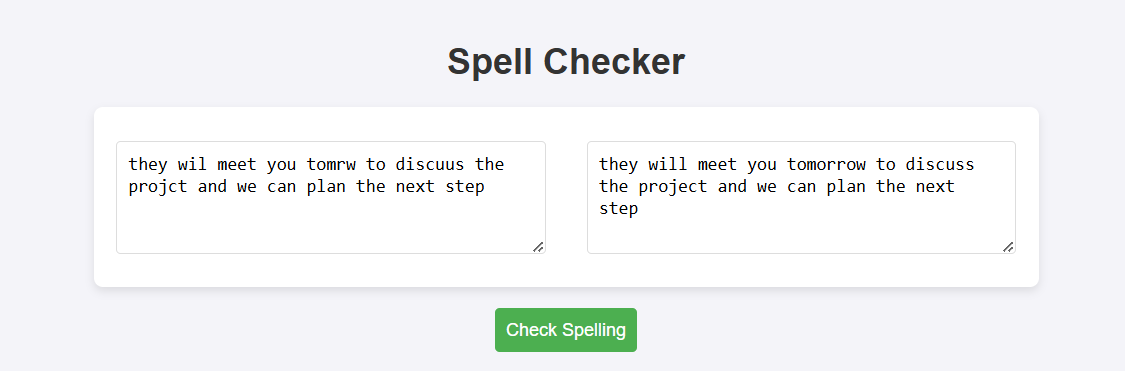 Spell Checker
they wil meet you tomrw to discuus the
projct and we can plan the next step
they will meet you tomorrow to discuss
the project and we can plan the next
step
Check Spelling